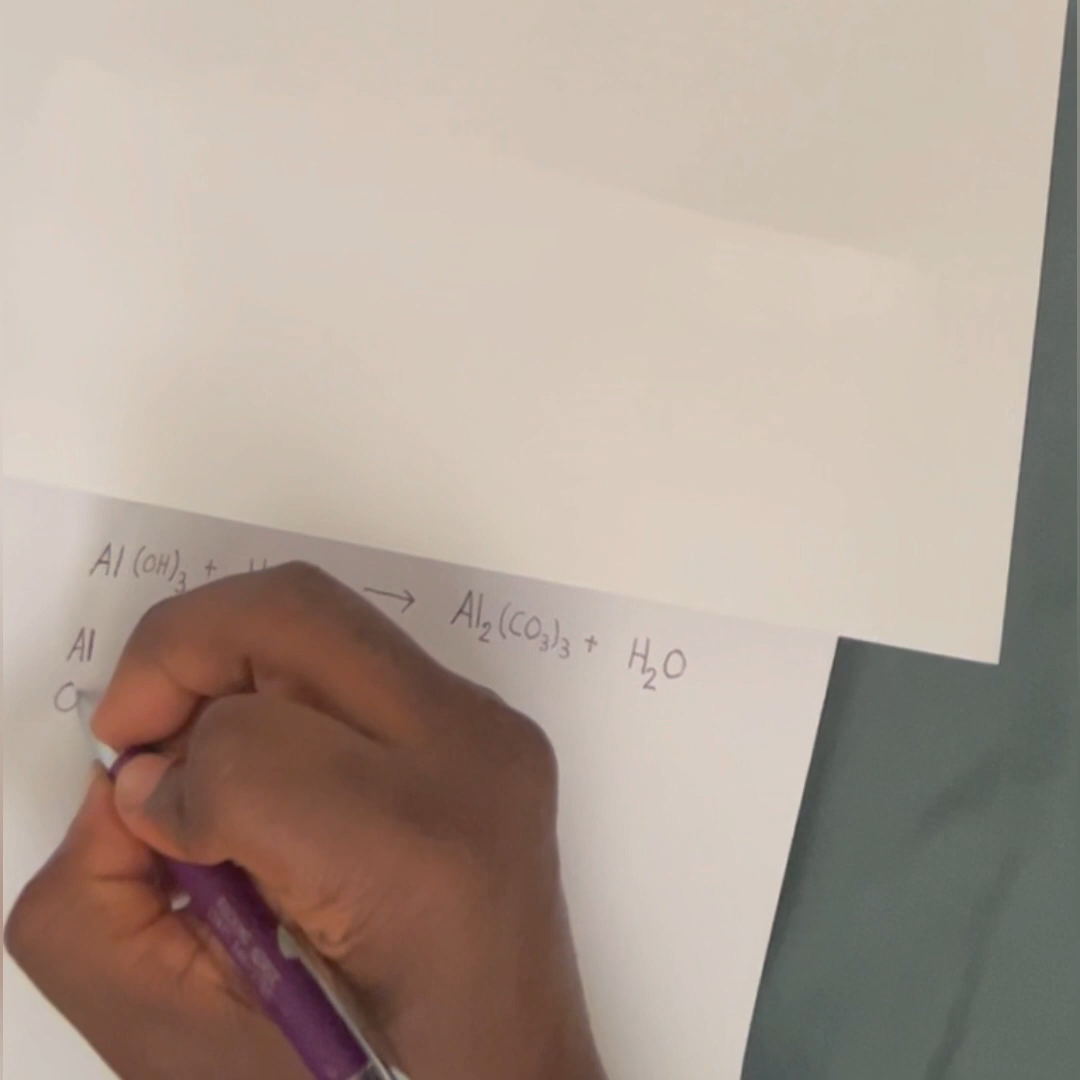 Al(OH)₃ + H → Al₂(CO₃)₃ + H₂O
Al
O